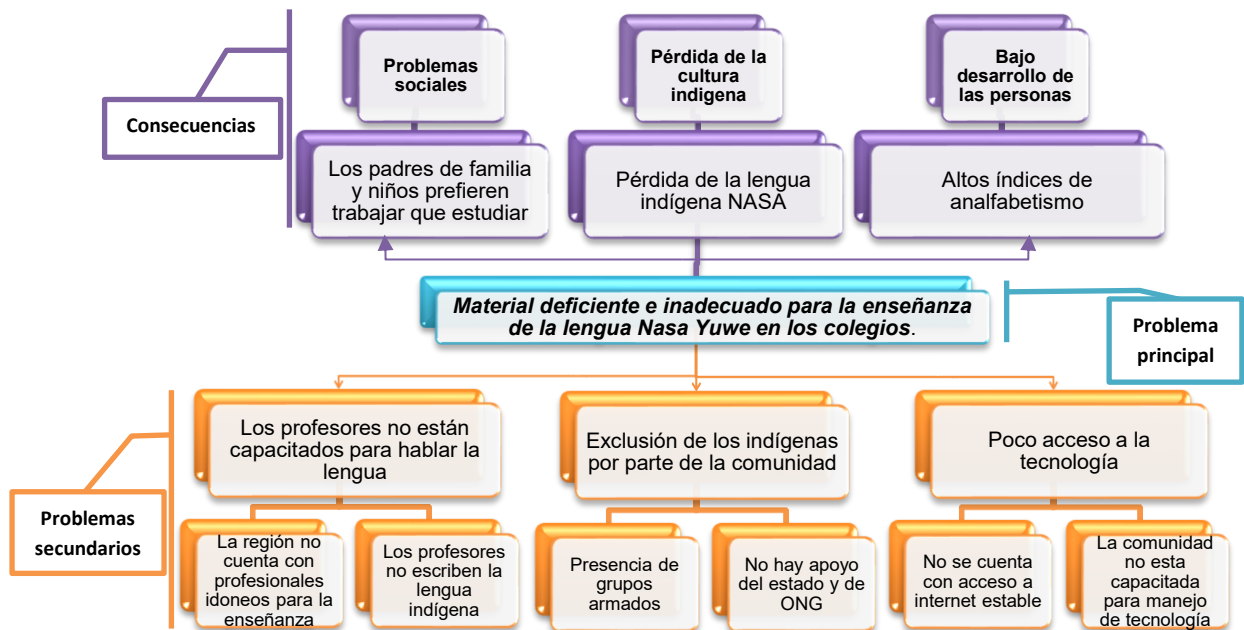 Consecuencias
Problemas
sociales
Pérdida de la
cultura
indigena
Bajo
desarrollo de
las personas
Los padres de familia
y niños prefieren
trabajar que estudiar
Pérdida de la lengua
indígena NASA
Altos índices de
analfabetismo
Material deficiente e inadecuado para la enseñanza
de la lengua Nasa Yuwe en los colegios.
Problema
principal
Problemas
secundarios
Los profesores no están
capacitados para hablar la
lengua
Exclusión de los indígenas
por parte de la comunidad
Poco acceso a la
tecnología
La región no
cuenta con
profesionales
idoneos para la
enseñanza
Los profesores
no escriben la
lengua
indígena
Presencia de
grupos
armados
No hay apoyo
del estado y de
ONG
No se cuenta
con acceso a
internet estable
La comunidad
no esta
capacitada
para manejo
de tecnología